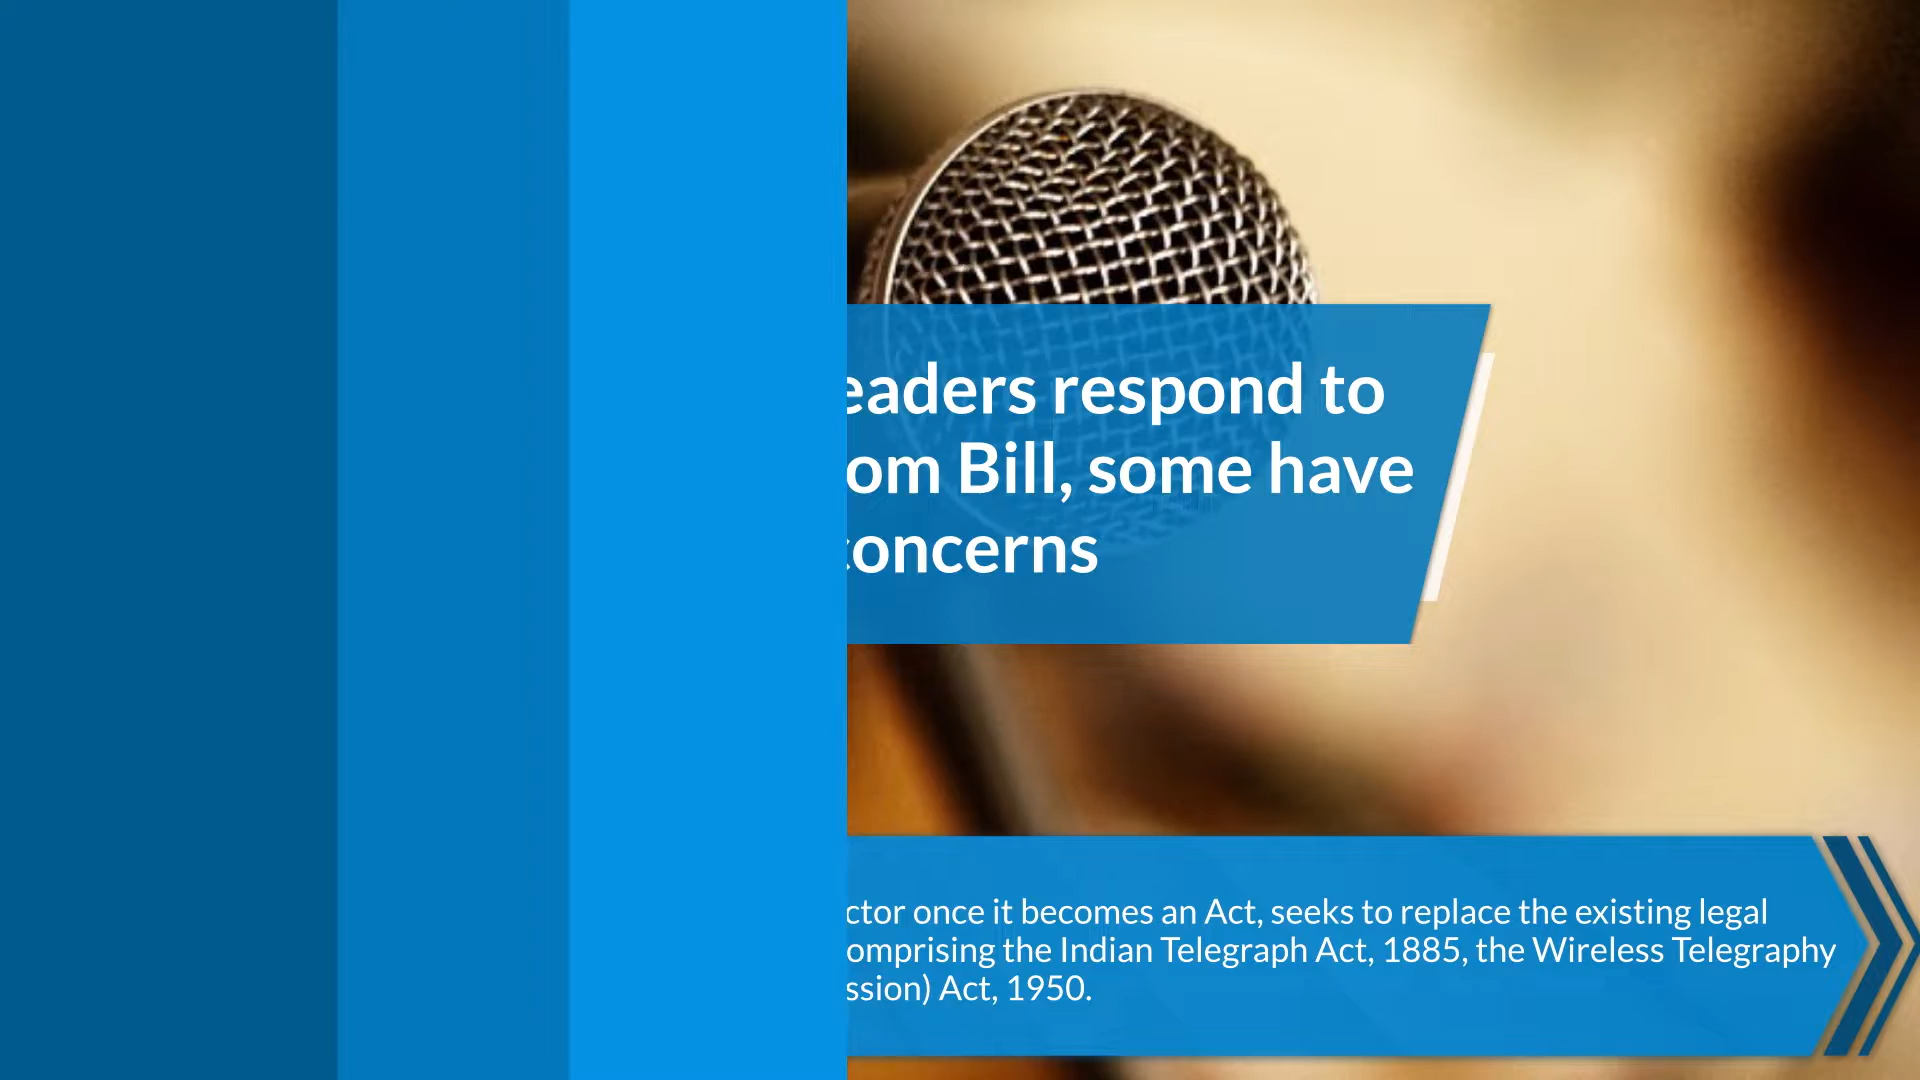 eaders respond to
om Bill, some have
concerns
ctor once it becomes an Act, seeks to replace the existing legal
omprising the Indian Telegraph Act, 1885, the Wireless Telegraphy
ssion) Act, 1950.